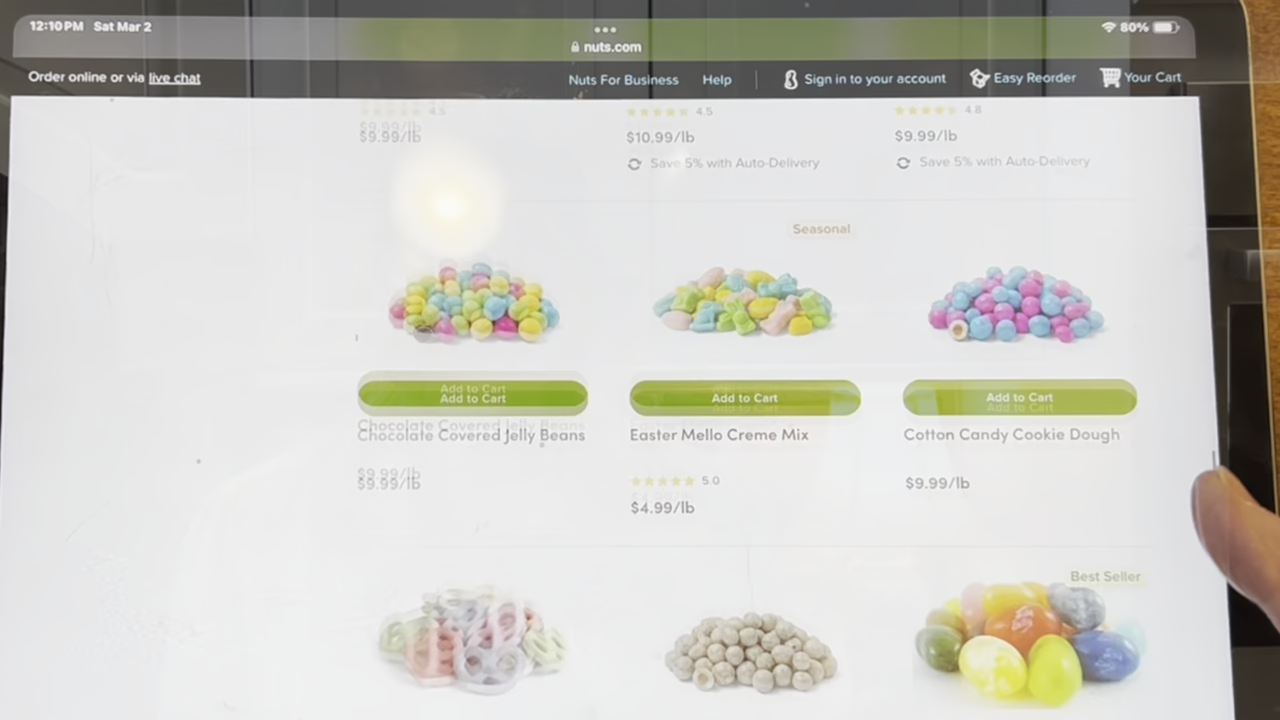 12:10 PM Sat Mar 2
nuts.com
80%
Order online or via live chat
Nuts For Business
Help
Sign in to your account
Easy Reorder
Your Cart
4.5
4.5
4.8
$9.99/lb
$10.99/lb
$9.99/lb
Save 5% with Auto-Delivery
Save 5% with Auto-Delivery
Seasonal
Add to Cart
Add to Cart
Add to Cart
Chocolate Covered Jelly Beans
Easter Mello Creme Mix
Cotton Candy Cookie Dough
$9.99/lb
5.0
$9.99/lb
$4.99/lb
Best Seller